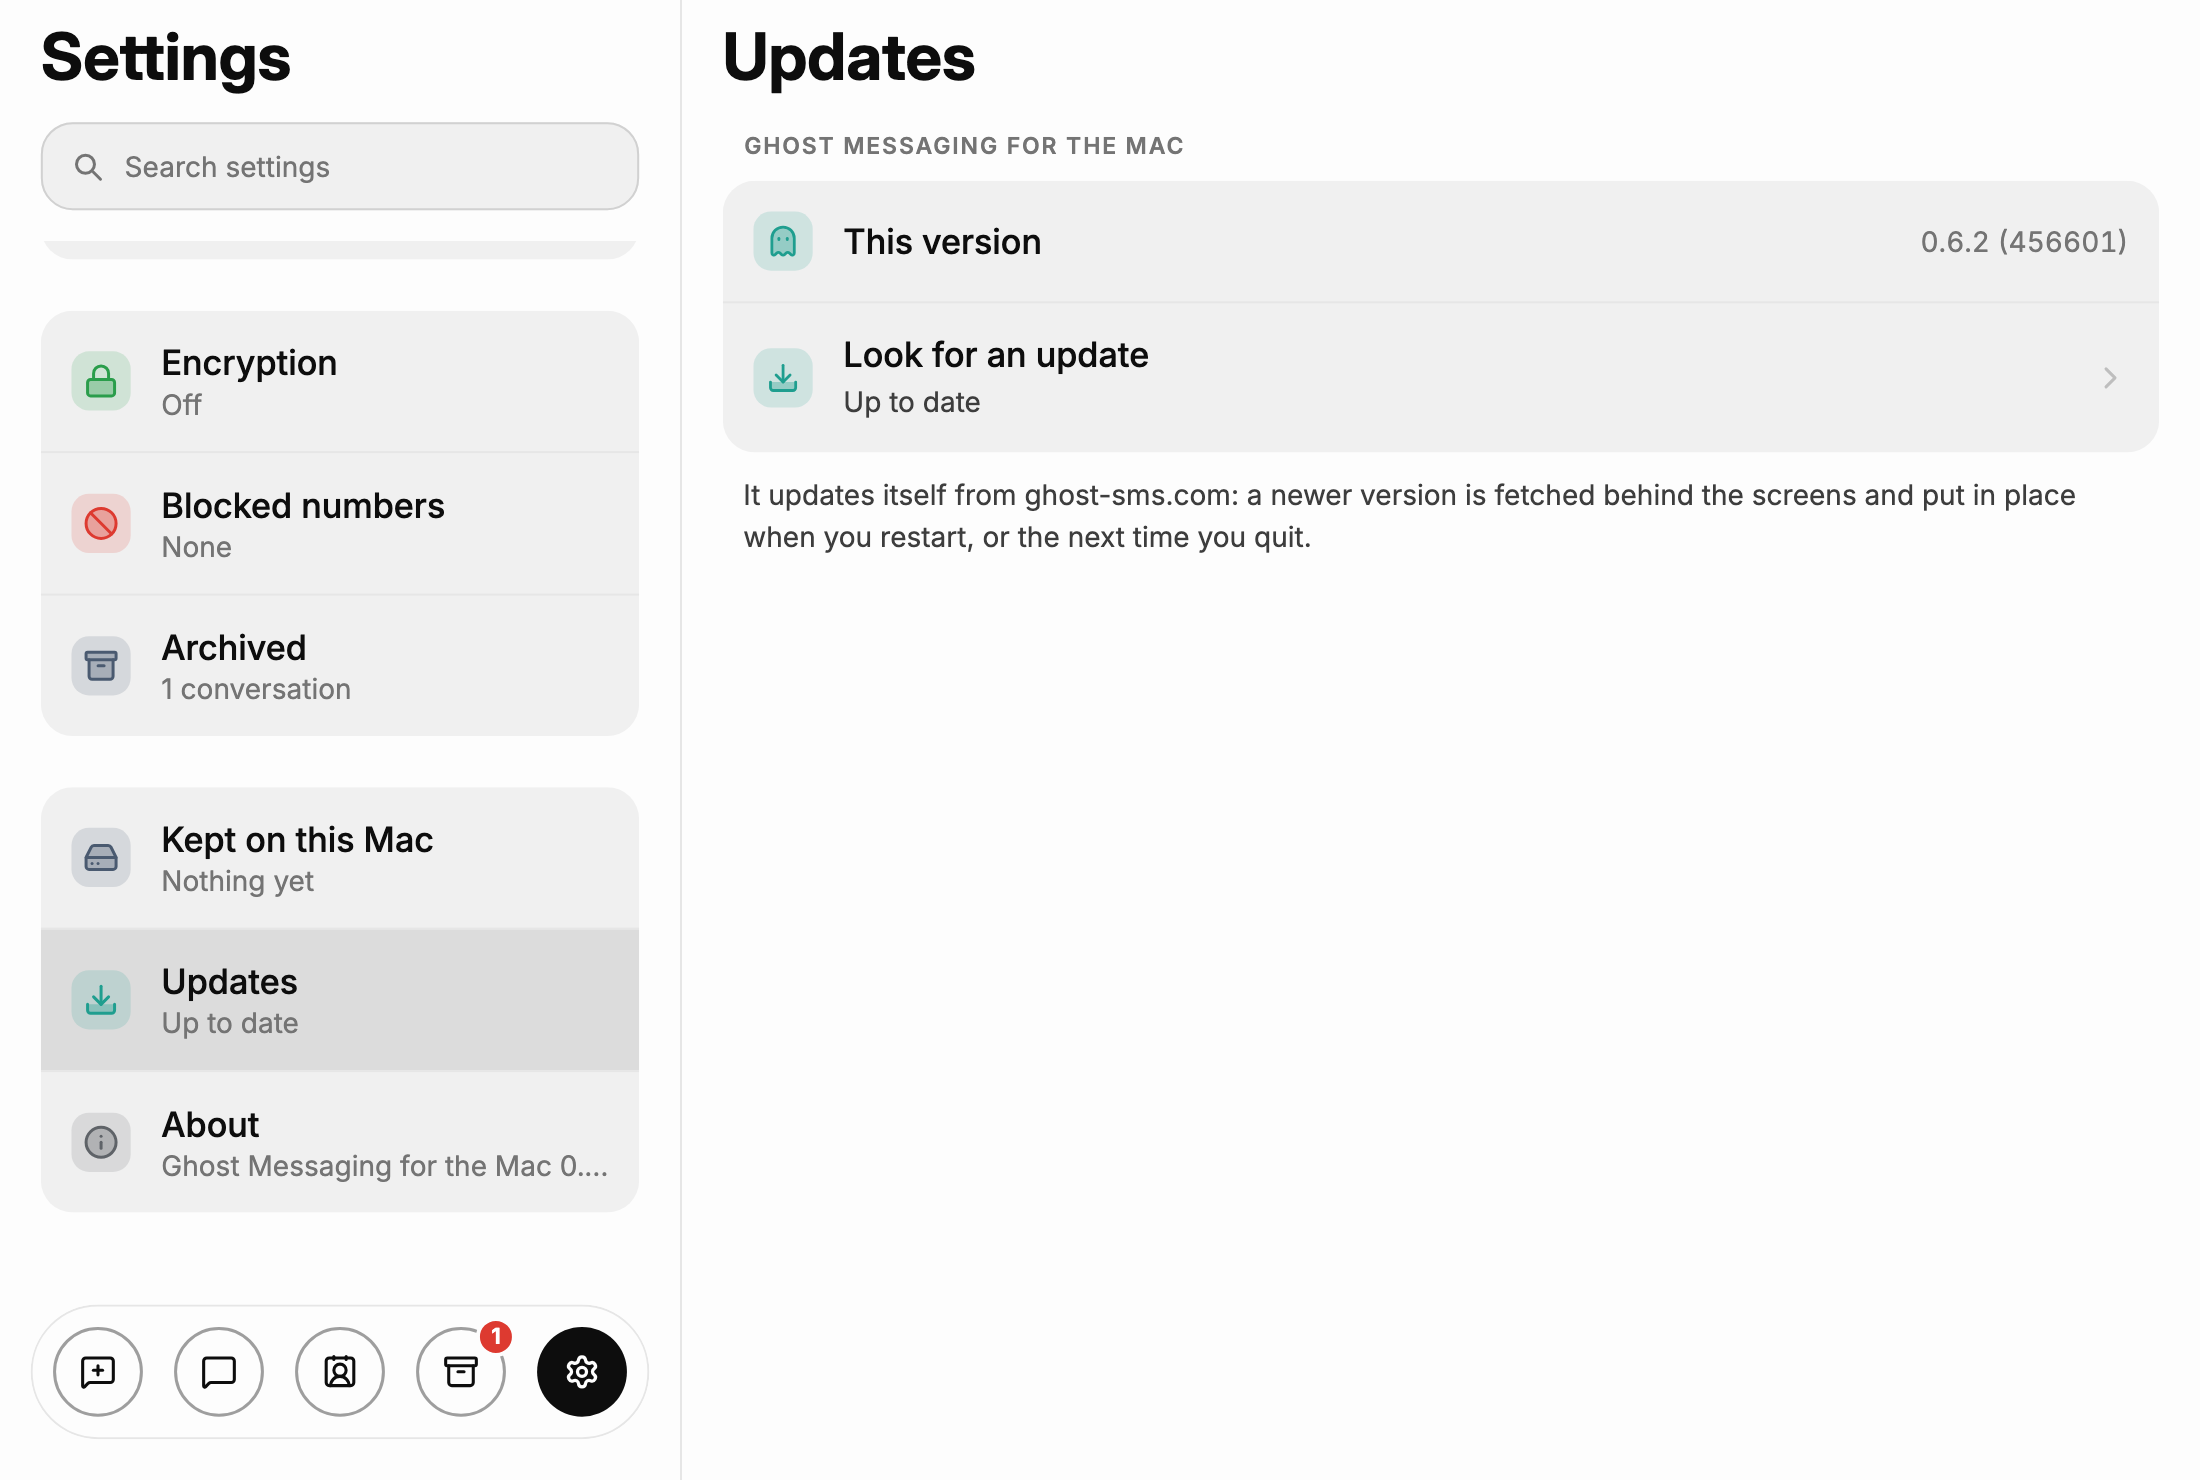 Settings
Search settings
Encryption
Off
Blocked numbers
None
Archived
1 conversation
Kept on this Mac
Nothing yet
Updates
Up to date
About
Ghost Messaging for the Mac 0....
1
Updates
GHOST MESSAGING FOR THE MAC
This version
0.6.2 (456601)
Look for an update
Up to date
It updates itself from ghost-sms.com: a newer version is fetched behind the screens and put in place
when you restart, or the next time you quit.